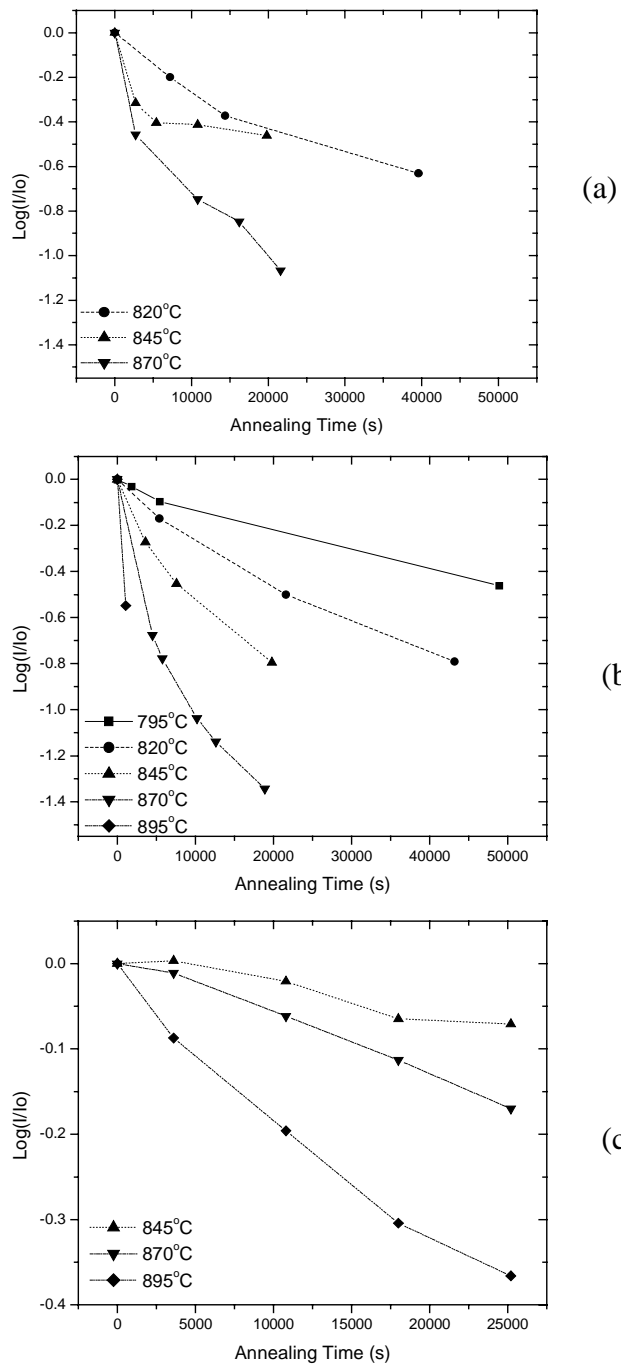 0.0
-0.2
-0.4
-0.6
-0.8
-1.0
-1.2
-1.4
Log(I/Io)
820°C
845°C
870°C
0 10000 20000 30000 40000 50000
Annealing Time (s)
(a)
0.0
-0.2
-0.4
-0.6
-0.8
-1.0
-1.2
-1.4
Log(I/Io)
795°C
820°C
845°C
870°C
895°C
0 10000 20000 30000 40000 50000
Annealing Time (s)
(b
0.0
-0.1
-0.2
-0.3
-0.4
Log(I/Io)
845°C
870°C
895°C
0 5000 10000 15000 20000 25000
Annealing Time (s)
(c